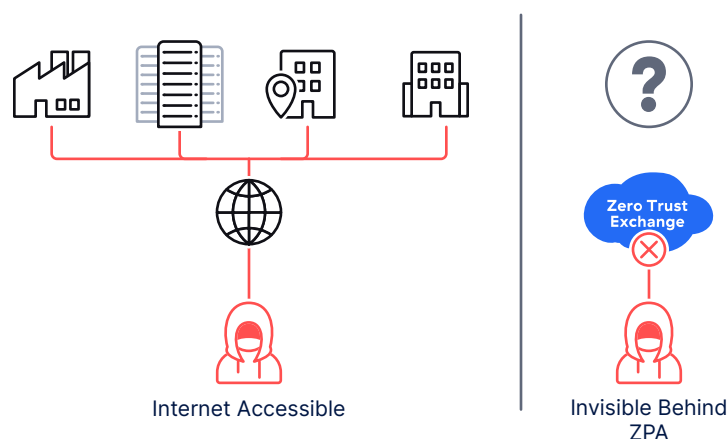 Zero Trust
Exchange
Internet Accessible
Invisible Behind
ZPA